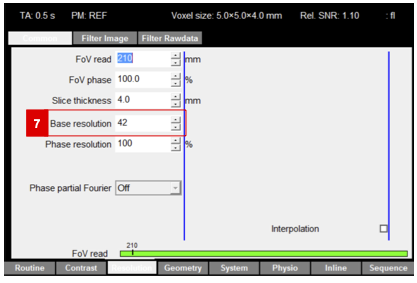 TA: 0.5 s PM: REF Voxel size: 5.0×5.0×4.0 mm Rel. SNR: 1.10 : fl
Common Filter Image Filter Rawdata
FoV read 210 mm
FoV phase 100.0 %
Slice thickness 4.0 mm
7 Base resolution 42
Phase resolution 100 %
Phase partial Fourier Off
Interpolation
210
FoV read
Routine Contrast Resolution Geometry System Physio Inline Sequence